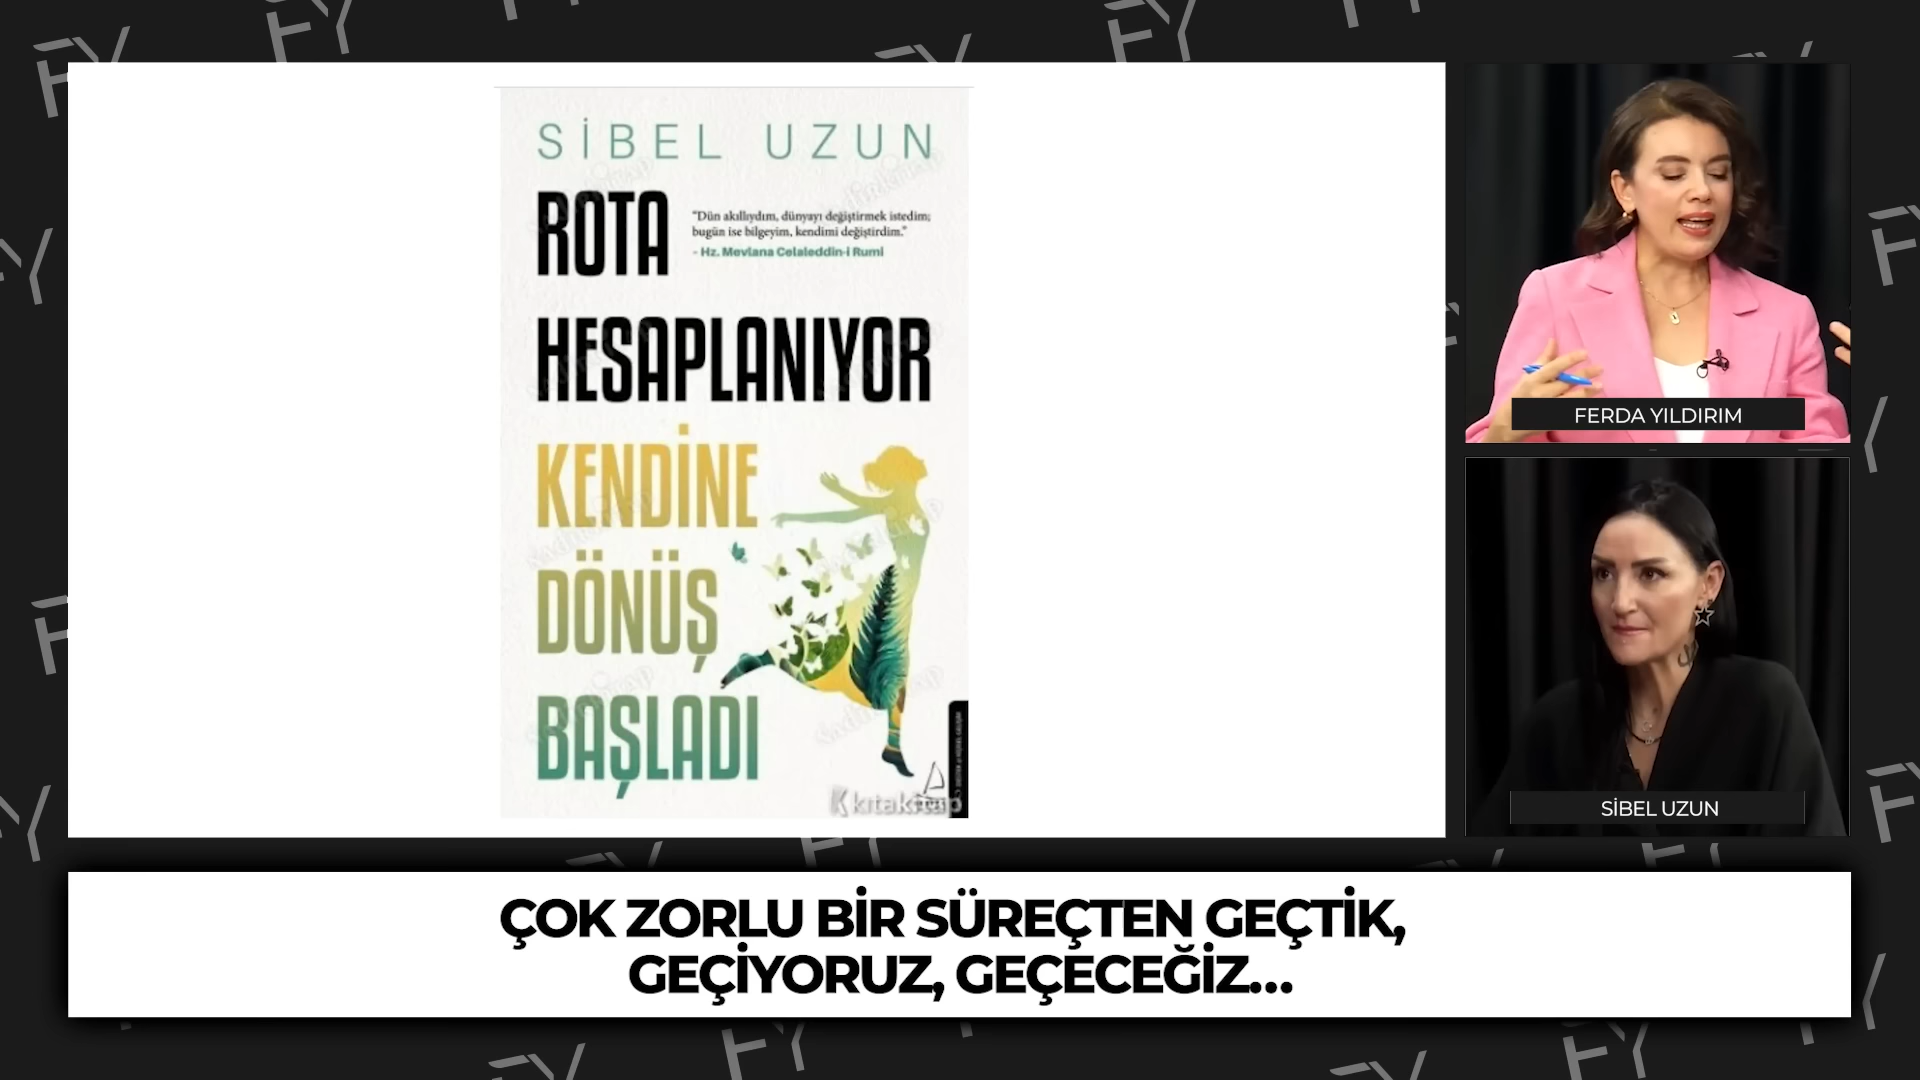 SİBEL UZUN
ROTA
"Dün akıllıydım, dünyayı değiştirmek istedim;
bugün ise bilgeyim, kendimi değiştirdim."
- Hz. Mevlana Celaleddin-i Rumi
HESAPLANIYOR
KENDİNE
DÖNÜŞ
BAŞLADI
kitakitap
FERDA YILDIRIM
SİBEL UZUN
ÇOK ZORLU BİR SÜREÇTEN GEÇTİK,
GEÇİYORUZ, GEÇECEĞİZ...